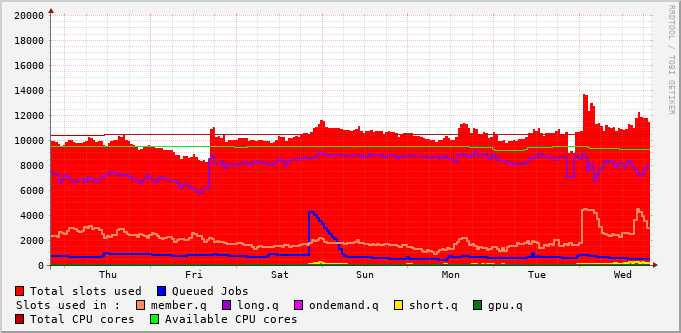 20000
18000
16000
14000
12000
10000
8000
6000
4000
2000
0
Thu Fri Sat Sun Mon Tue Wed
RRDTOOL / TOBI OETIKER
Total slots used Queued Jobs
Slots used in : member.q long.q ondemand.q short.q gpu.q
Total CPU cores Available CPU cores